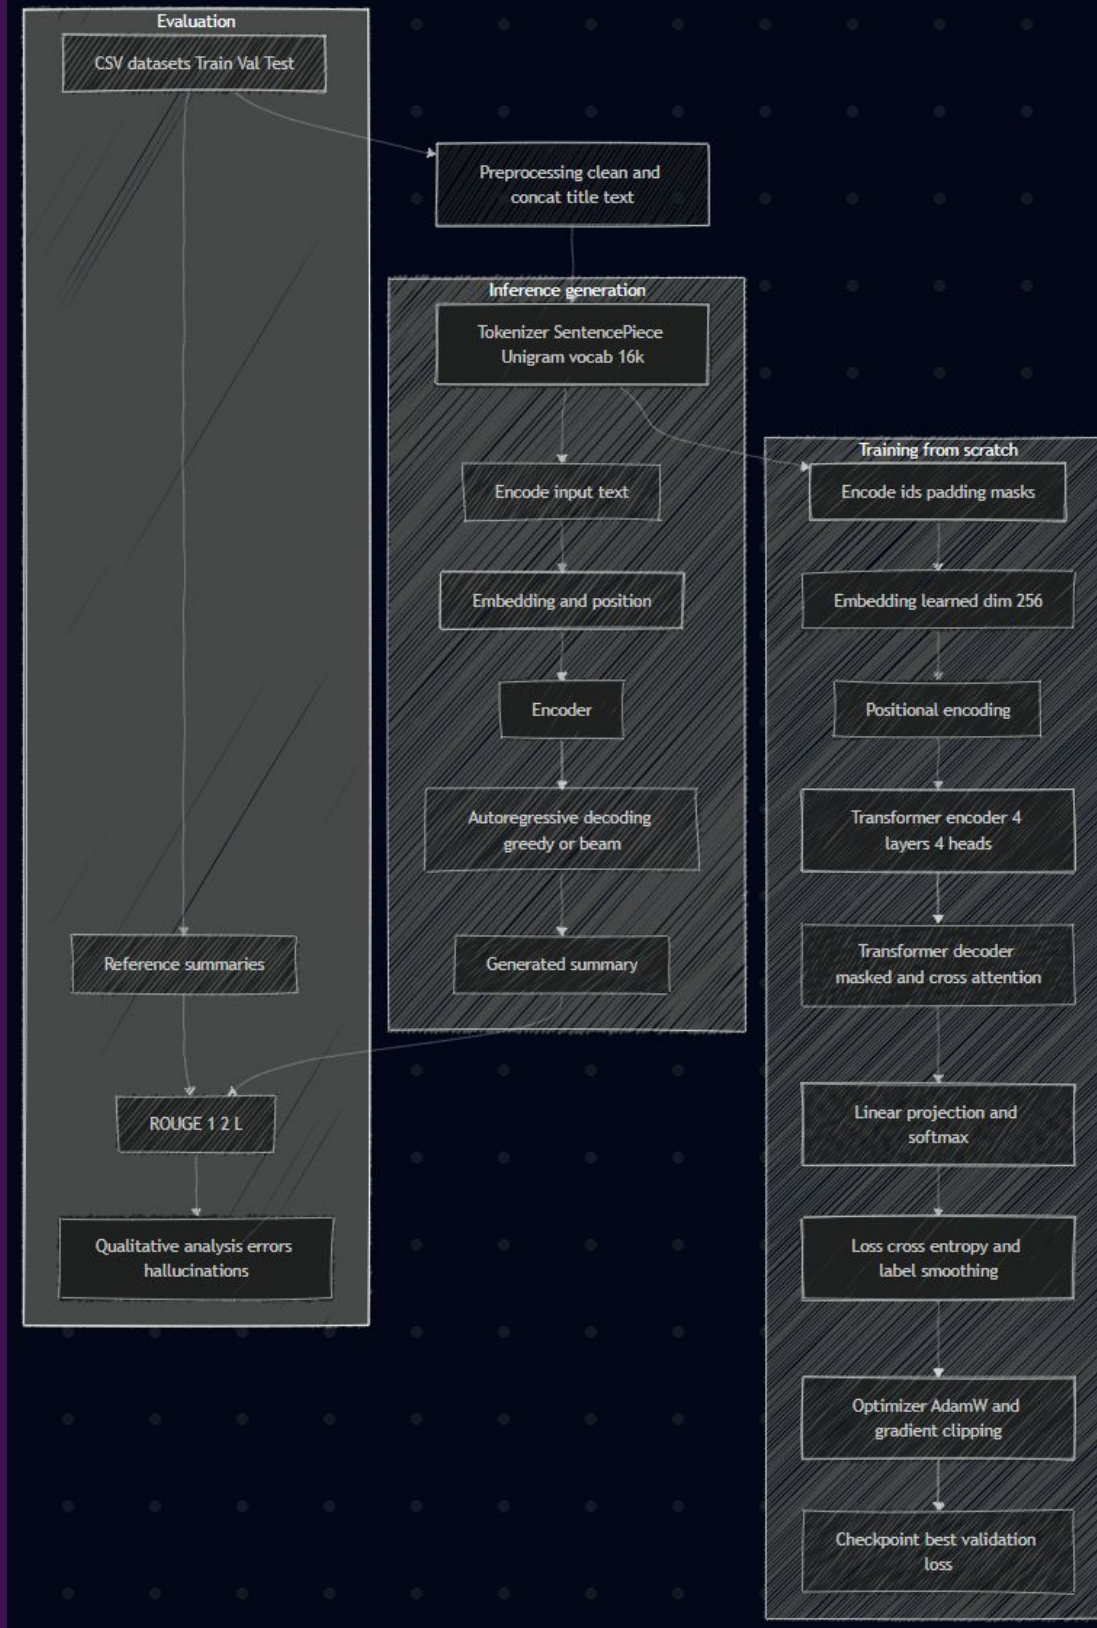 Evaluation
CSV datasets Train Val Test
Preprocessing clean and
concat title text
Inference generation
Tokenizer SentencePiece
Unigram vocab 16k
Encode input text
Embedding and position
Encoder
Autoregressive decoding
greedy or beam
Generated summary
Training from scratch
Encode ids padding masks
Embedding learned dim 256
Positional encoding
Transformer encoder 4
layers 4 heads
Transformer decoder
masked and cross attention
Linear projection and
softmax
Loss cross entropy and
label smoothing
Optimizer AdamW and
gradient clipping
Checkpoint best validation
loss
Reference summaries
ROUGE 1 2 L
Qualitative analysis errors
hallucinations